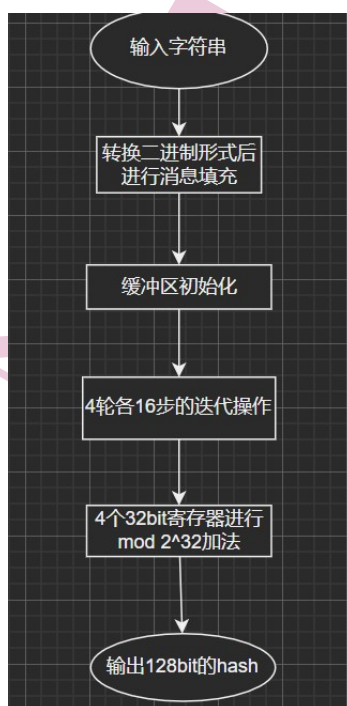 输入字符串
转换二进制形式后
进行消息填充
缓冲区初始化
4轮各16步的迭代操作
4个32bit寄存器进行
mod 2^32加法
输出128bit的hash